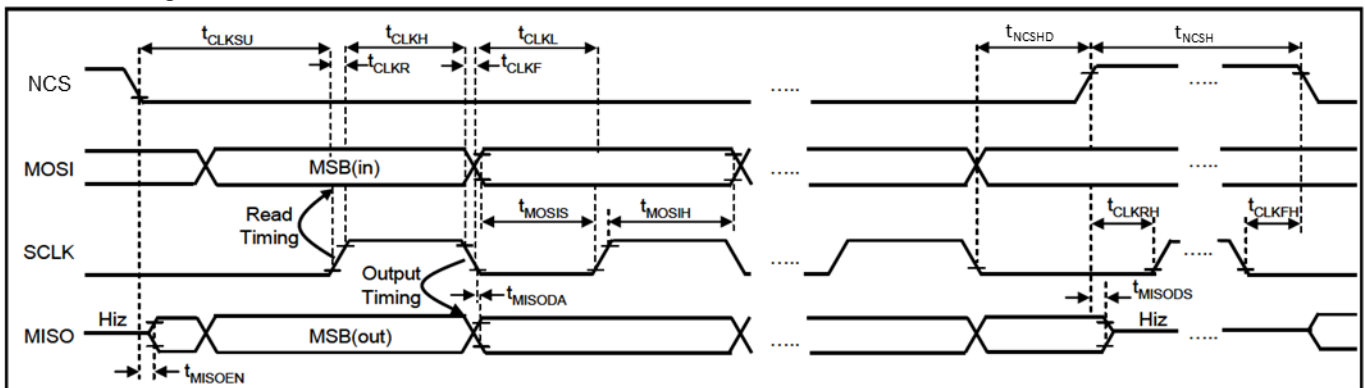 tCLKSU tCLKH tCLKL tNCSHD tNCSH
tCLKR tCLKF
NCS
.....
.....
MOSI MSB(in)
.....
.....
Read
Timing
tMOSIS tMOSIH tCLKRH tCLKFH
SCLK
.....
.....
Output
Timing
tMISODA tMISODS
MISO Hiz MSB(out)
.....
Hiz
.....
tMISOEN